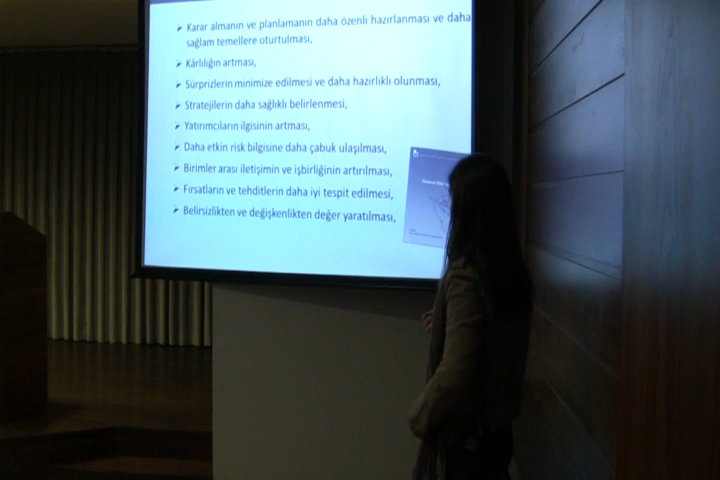 ➤ Karar almanın ve planlamanın daha özenli hazırlanması ve daha
sağlam temellere oturtulması,
➤ Kârlılığın artması,
➤ Sürprizlerin minimize edilmesi ve daha hazırlıklı olunması,
➤ Stratejilerin daha sağlıklı belirlenmesi,
➤ Yatırımcıların ilgisinin artması,
➤ Daha etkin risk bilgisine daha çabuk ulaşılması,
➤ Birimler arası iletişimin ve işbirliğinin artırılması,
➤ Fırsatların ve tehditlerin daha iyi tespit edilmesi,
➤ Belirsizlikten ve değişkenlikten değer yaratılması,